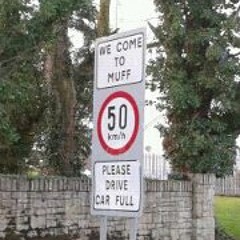 WE COME
TO
MUFF
50
km/h
PLEASE
DRIVE
CAR FULL